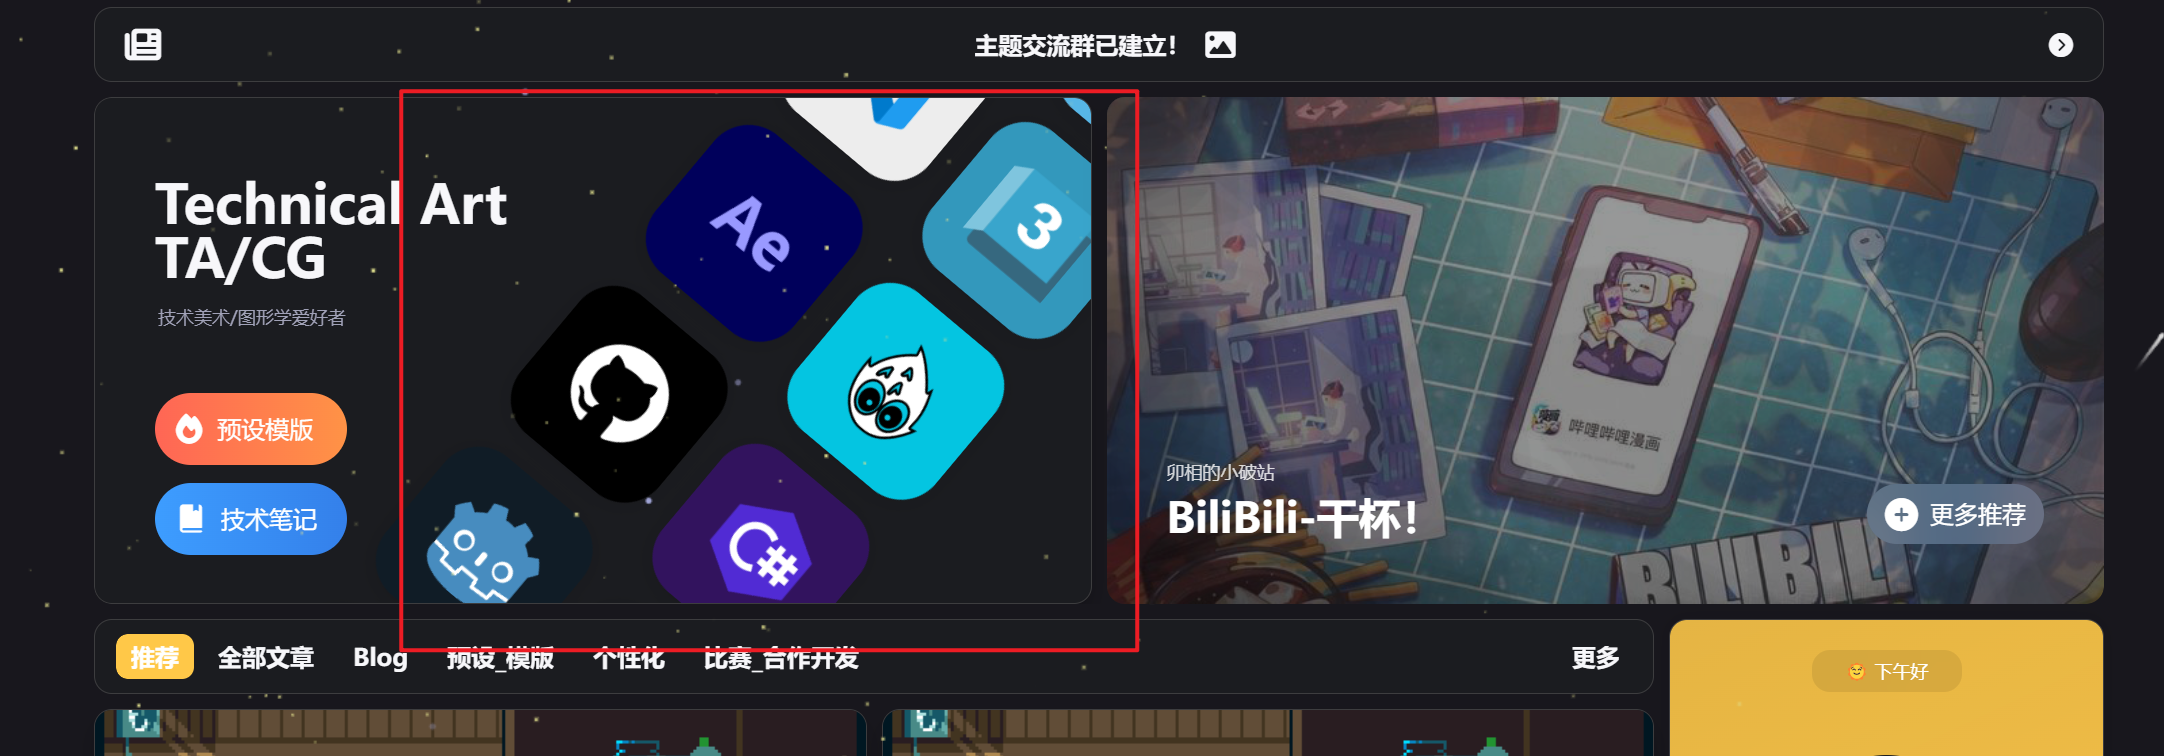 主题交流群已建立！
Technical Art
TA/CG
技术美术/图形学爱好者
预设模版
技术笔记
Ae
3
C#
哔哩哔哩漫画
卯相的小破站
BiliBili-干杯！
更多推荐
BILIBILI
推荐 全部文章 Blog 预设_模版 个性化 比赛_合作开发 更多
下午好